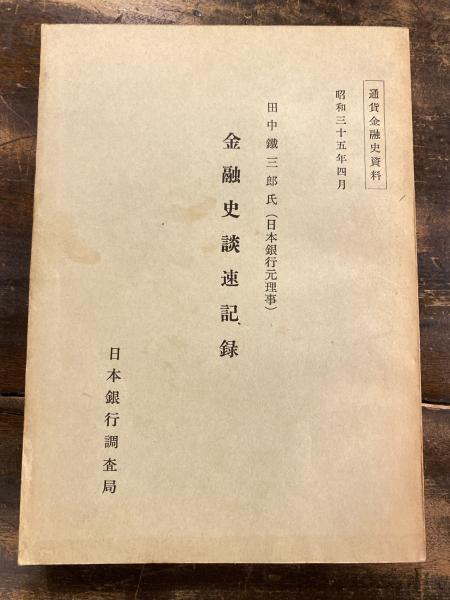 通貨金融史資料
昭和三十五年四月
田中鐵三郎氏（日本銀行元理事）
金融史談速記録
日本銀行調査局